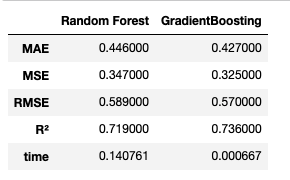 Random Forest GradientBoosting
MAE 0.446000 0.427000
MSE 0.347000 0.325000
RMSE 0.589000 0.570000
R² 0.719000 0.736000
time 0.140761 0.000667